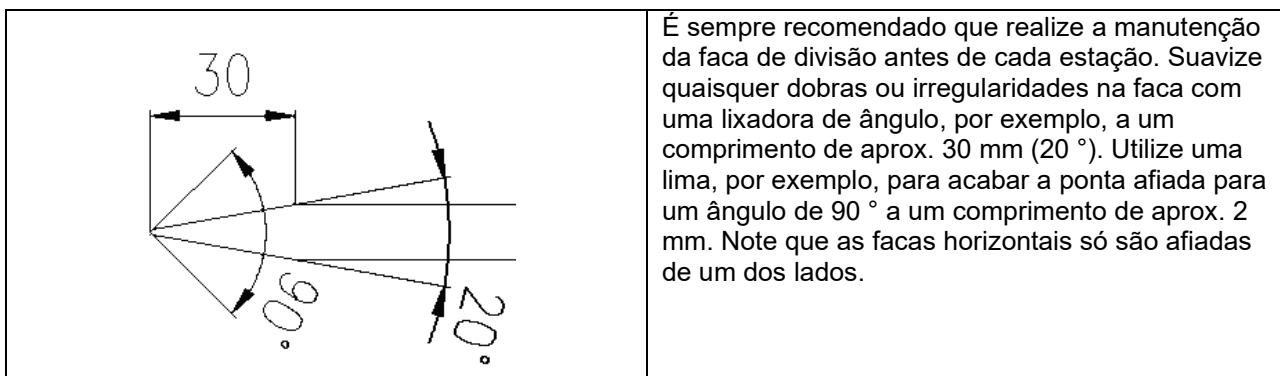 30
90°
20°
É sempre recomendado que realize a manutenção
da faca de divisão antes de cada estação. Suavize
quaisquer dobras ou irregularidades na faca com
uma lixadora de ângulo, por exemplo, a um
comprimento de aprox. 30 mm (20 °). Utilize uma
lima, por exemplo, para acabar a ponta afiada para
um ângulo de 90 ° a um comprimento de aprox. 2
mm. Note que as facas horizontais só são afiadas
de um dos lados.